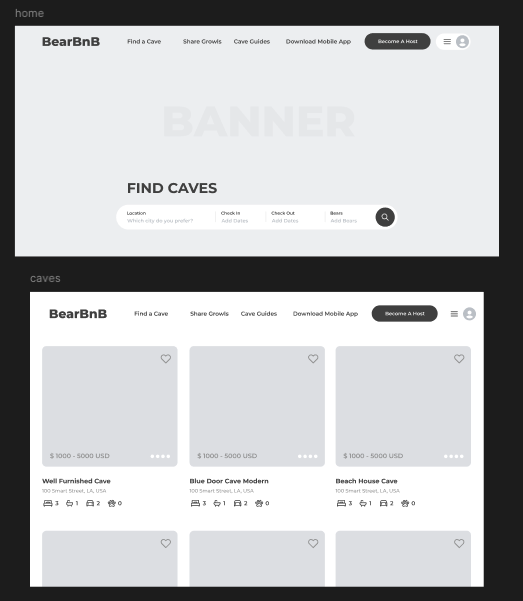 home
BearBnB Find a Cave Share Growls Cave Guides Download Mobile App Become A Host
BANNER
FIND CAVES
Location Check In Check Out Bears
Which city do you prefer? Add Dates Add Dates Add Bears
caves
BearBnB Find a Cave Share Growls Cave Guides Download Mobile App Become A Host
$ 1000 - 5000 USD $ 1000 - 5000 USD $ 1000 - 5000 USD
Well Furnished Cave Blue Door Cave Modern Beach House Cave
100 Smart Street, LA, USA 100 Smart Street, LA, USA 100 Smart Street, LA, USA
3 1 2 0 3 1 2 0 3 1 2 0